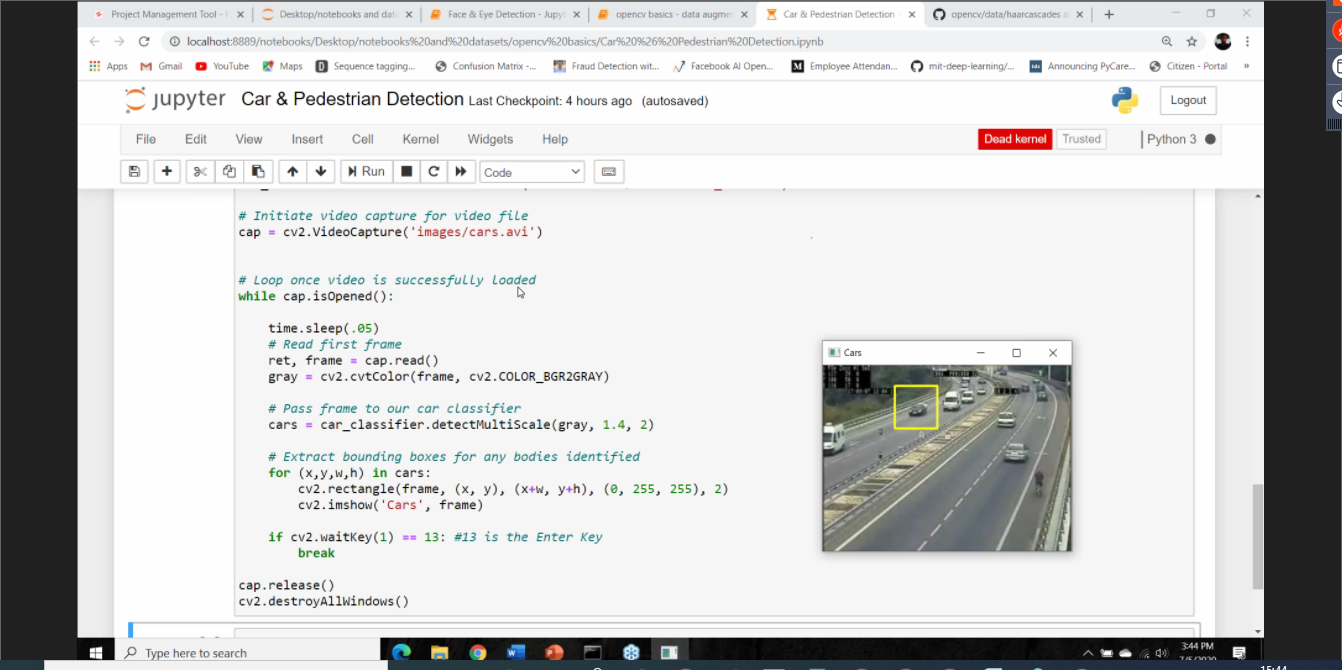 Project Management Tool - 
Desktop/notebooks and dat
Face & Eye Detection - Jupyt
opencv basics - data augme
Car & Pedestrian Detection
opencv/data/haarcascades a
localhost:8889/notebooks/Desktop/notebooks%20and%20datasets/opencv%20basics/Car%20%26%20Pedestrian%20Detection.ipynb
Apps Gmail YouTube Maps Sequence tagging... Confusion Matrix -... Fraud Detection wit... Facebook AI Open... Employee Attendan... mit-deep-learning/... Announcing PyCare... Citizen - Portal »
jupyter Car & Pedestrian Detection Last Checkpoint: 4 hours ago (autosaved)
Logout
File Edit View Insert Cell Kernel Widgets Help Dead kernel Trusted Python 3
Run Code
# Initiate video capture for video file
cap = cv2.VideoCapture('images/cars.avi')
# Loop once video is successfully loaded
while cap.isOpened():
time.sleep(.05)
# Read first frame
ret, frame = cap.read()
gray = cv2.cvtColor(frame, cv2.COLOR_BGR2GRAY)
# Pass frame to our car classifier
cars = car_classifier.detectMultiScale(gray, 1.4, 2)
# Extract bounding boxes for any bodies identified
for (x,y,w,h) in cars:
cv2.rectangle(frame, (x, y), (x+w, y+h), (0, 255, 255), 2)
cv2.imshow('Cars', frame)
if cv2.waitKey(1) == 13: #13 is the Enter Key
break
cap.release()
cv2.destroyAllWindows()
Cars
Type here to search
3:44 PM
15:44